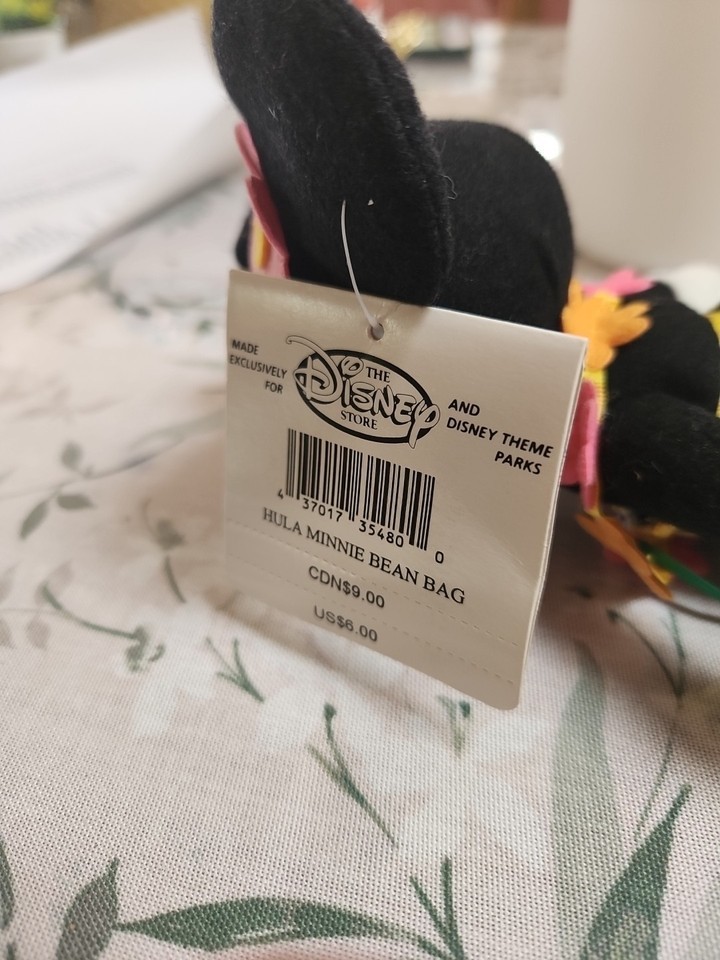 MADE
EXCLUSIVELY
FOR
THE
DISNEY
STORE
AND
DISNEY THEME
PARKS
4 37017 35480 0
HULA MINNIE BEAN BAG
CDN$9.00
US$6.00